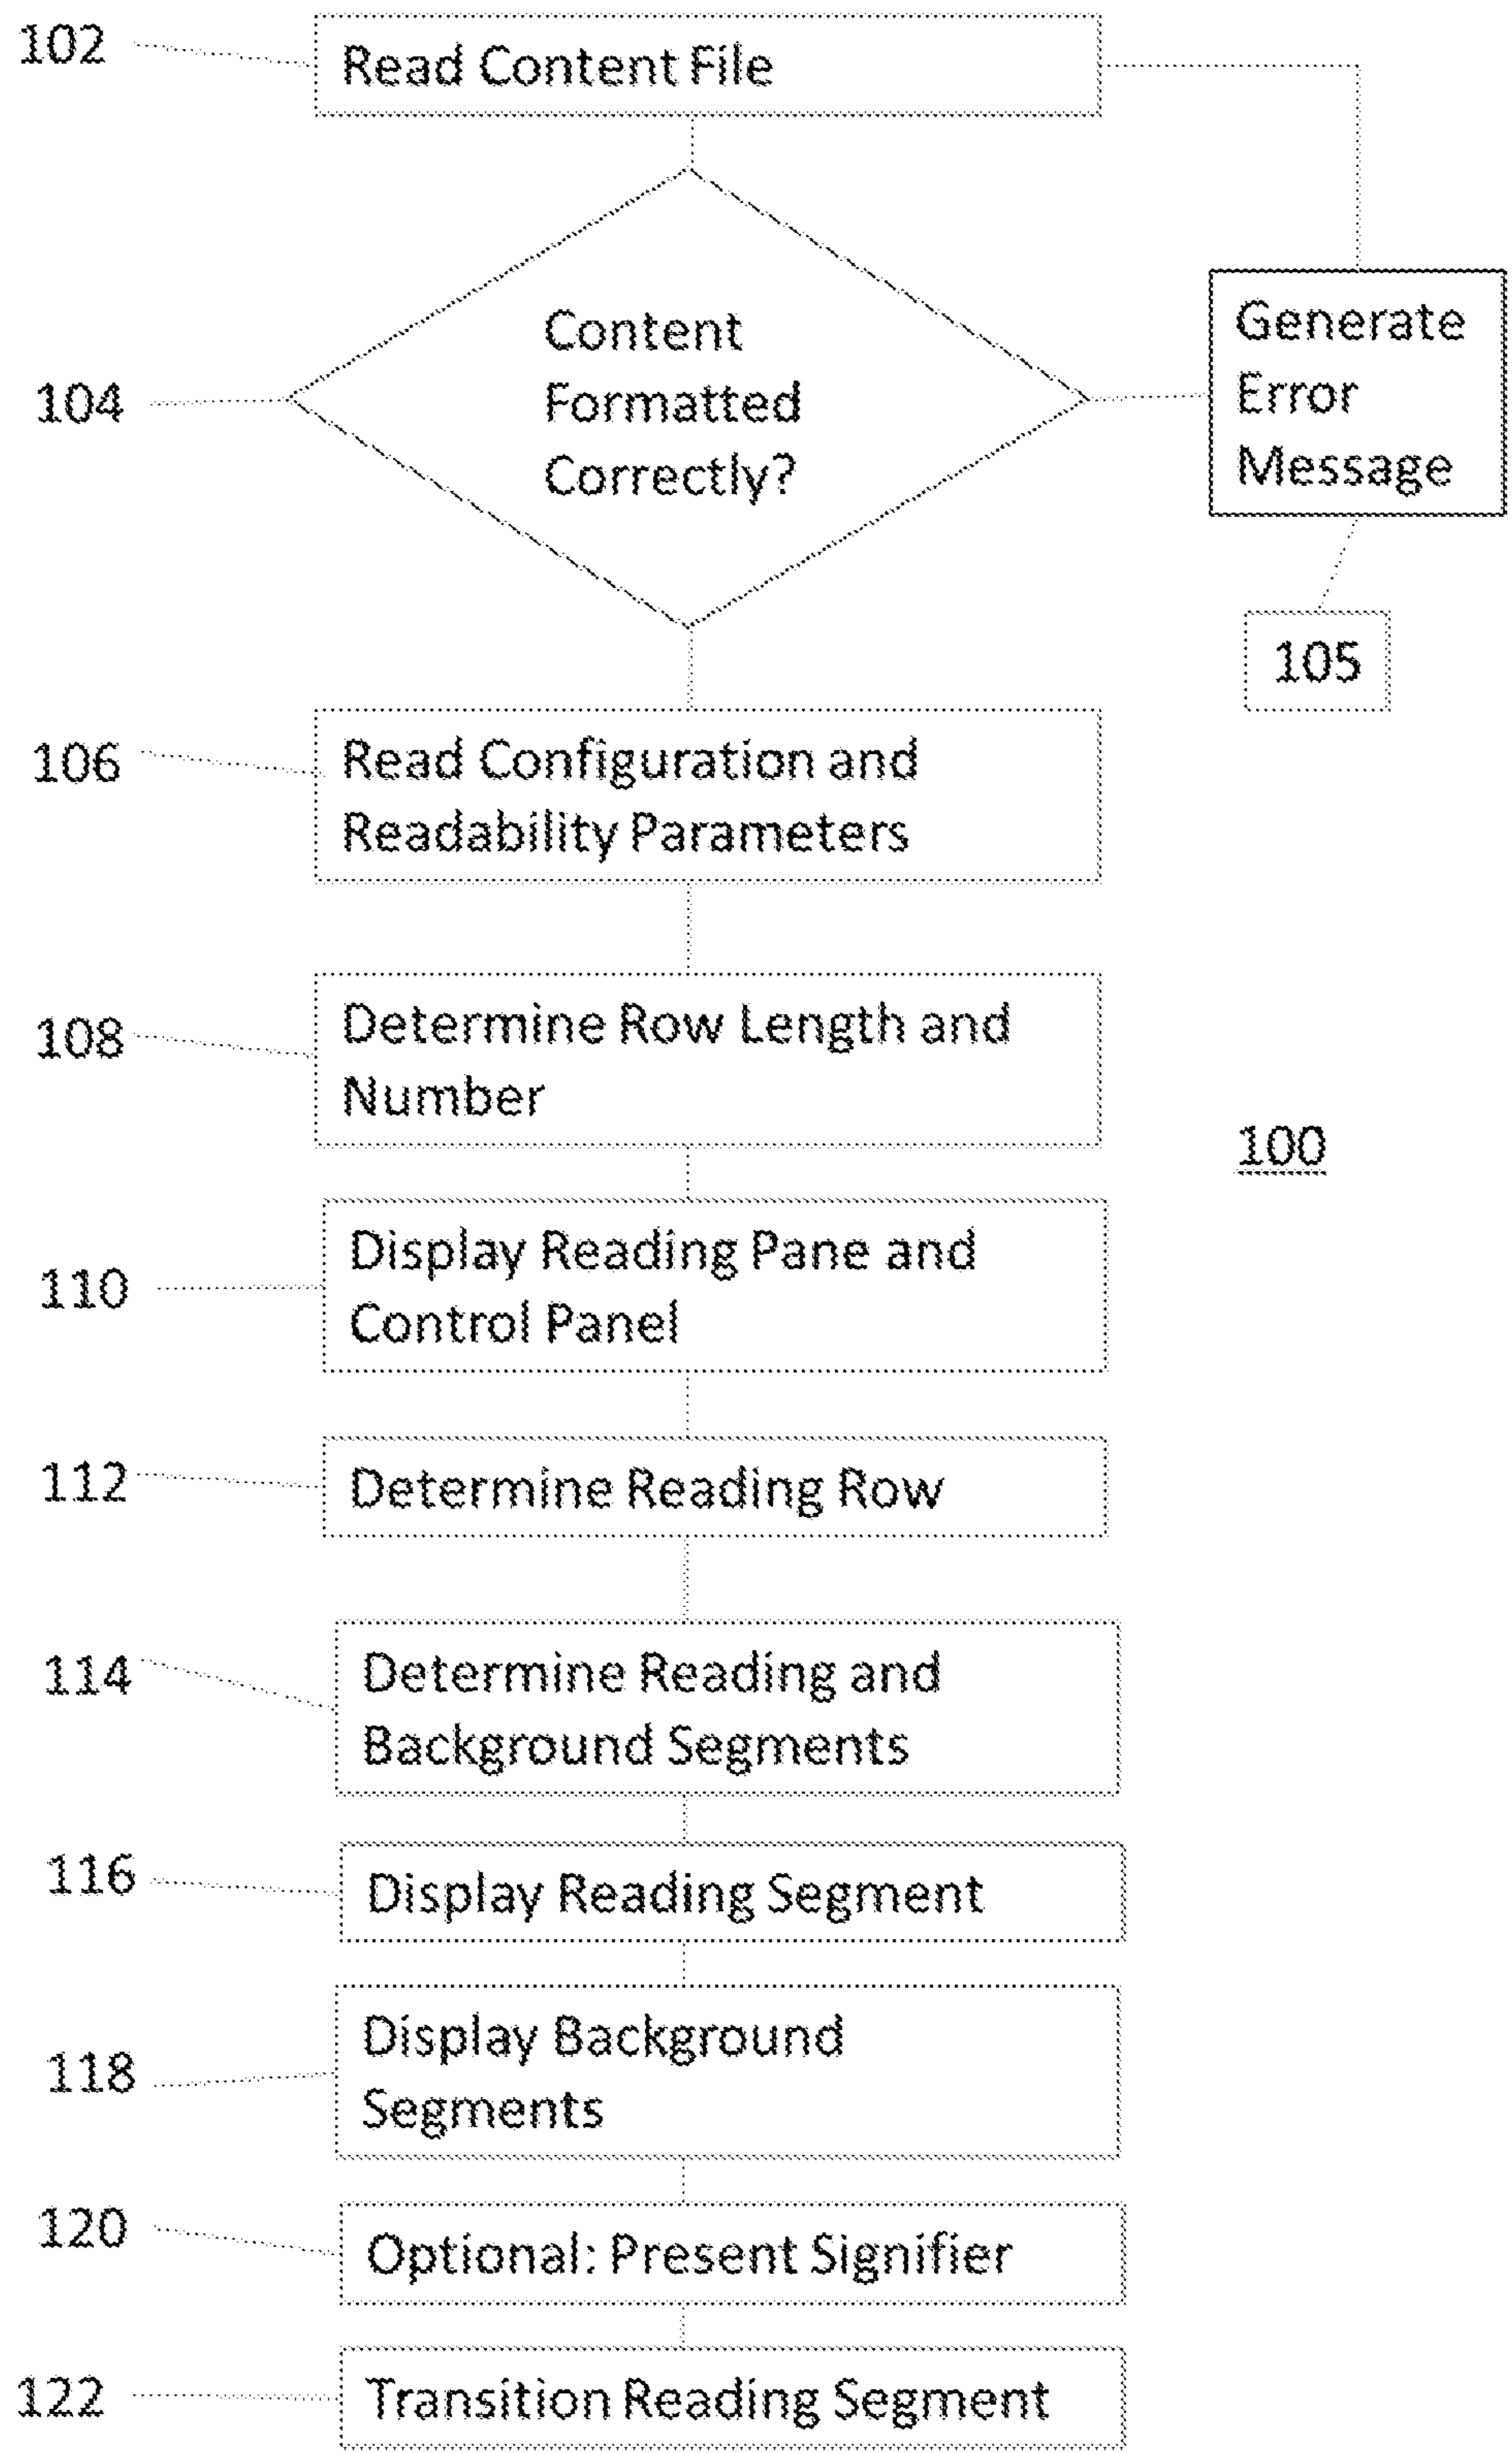 102
Read Content File
Content
Formatted
Correctly?
104
Generate
Error
Message
105
106
Read Configuration and
Readability Parameters
108
Determine Row Length and
Number
100
110
Display Reading Pane and
Control Panel
112
Determine Reading Row
114
Determine Reading and
Background Segments
116
Display Reading Segment
118
Display Background
Segments
120
Optional: Present Signifier
122
Transition Reading Segment